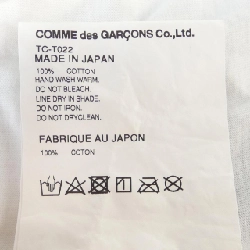 COMME des GARÇONS Co., Ltd.
TC-T022
MADE IN JAPAN
100% COTTON
HAND WASH WARM.
DO NOT BLEACH.
LINE DRY IN SHADE.
DO NOT IRON.
DO NOT DRYCLEAN.
FABRIQUE AU JAPON
100% OCTON